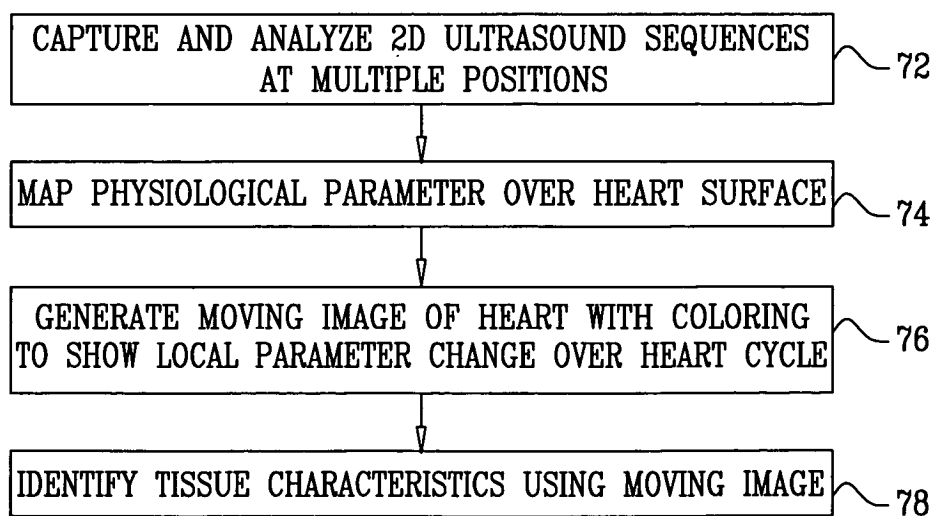 CAPTURE AND ANALYZE 2D ULTRASOUND SEQUENCES
AT MULTIPLE POSITIONS
72
MAP PHYSIOLOGICAL PARAMETER OVER HEART SURFACE
74
GENERATE MOVING IMAGE OF HEART WITH COLORING
TO SHOW LOCAL PARAMETER CHANGE OVER HEART CYCLE
76
IDENTIFY TISSUE CHARACTERISTICS USING MOVING IMAGE
78